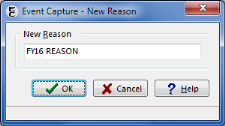 Event Capture - New Reason
New Reason
FY16 REASON
OK Cancel ? Help